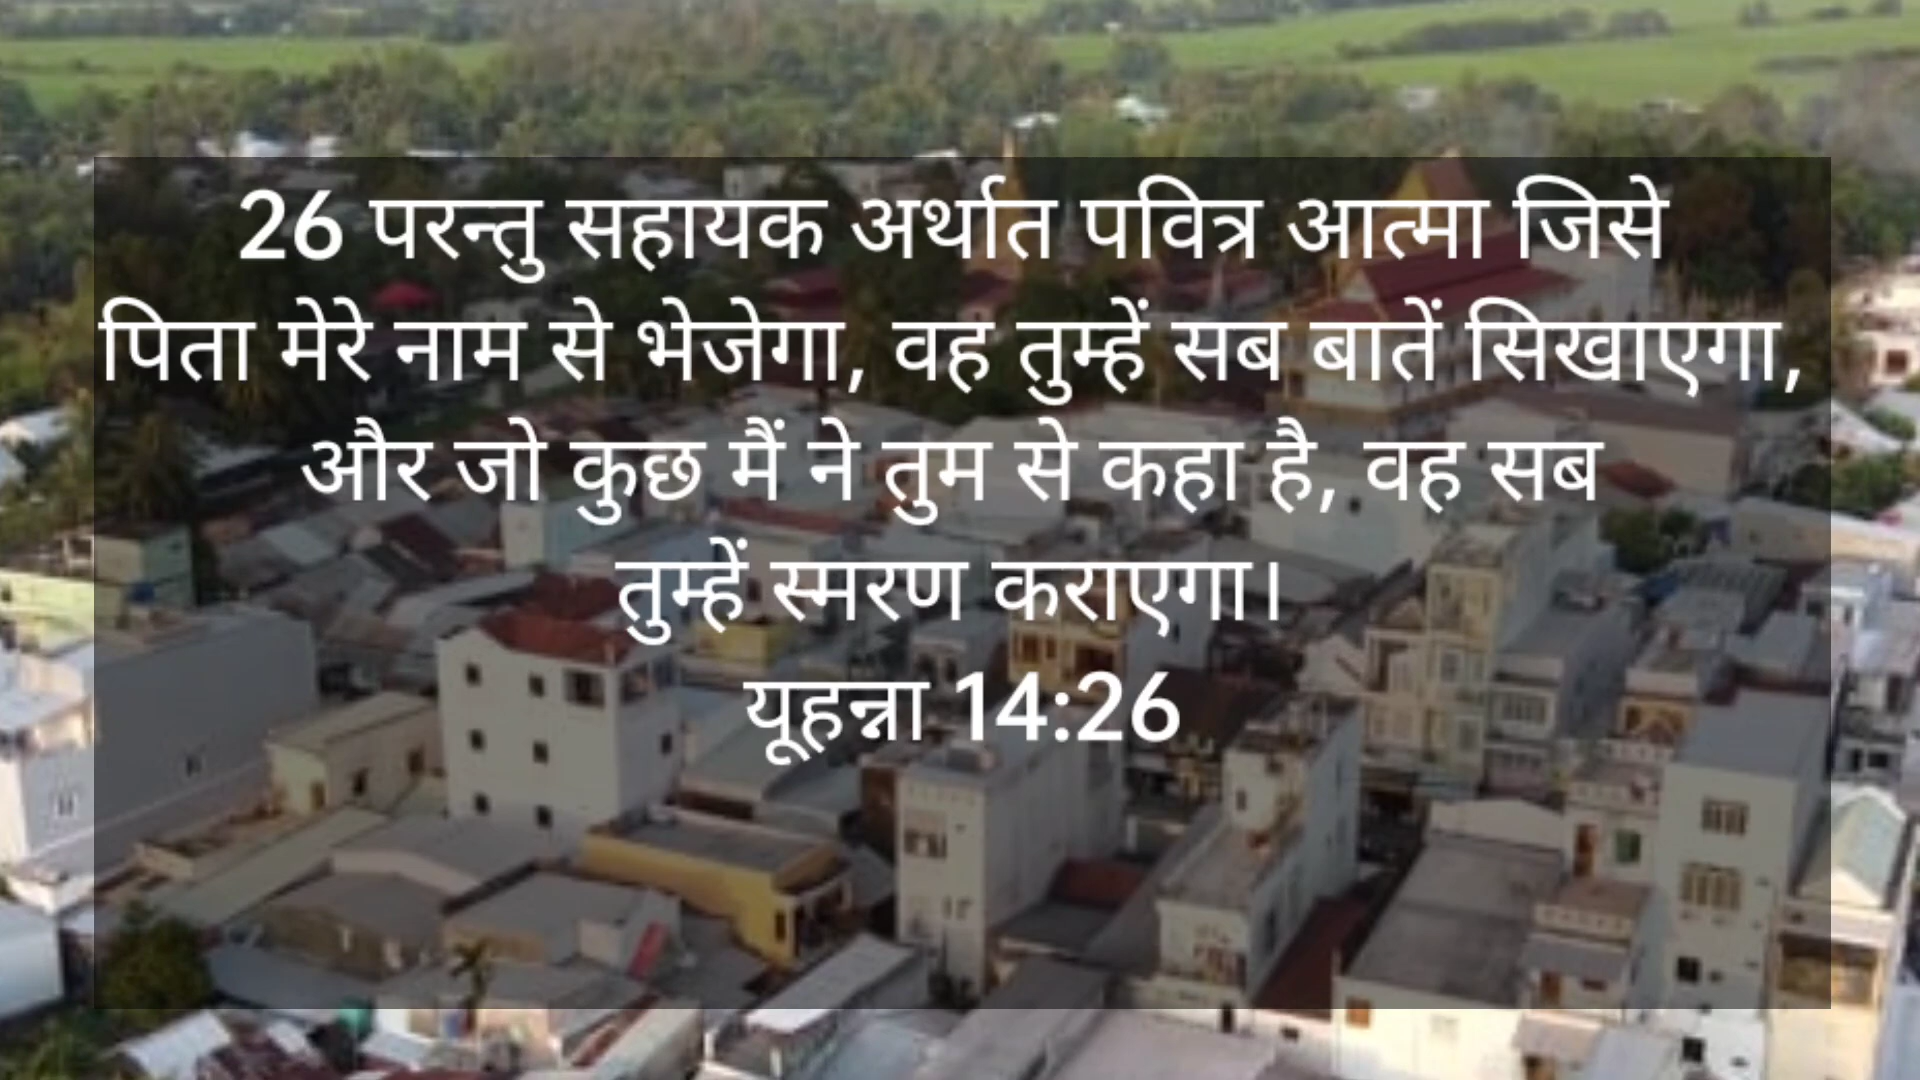 26 परन्तु सहायक अर्थात पवित्र आत्मा जिसे
पिता मेरे नाम से भेजेगा, वह तुम्हें सब बातें सिखाएगा,
और जो कुछ मैं ने तुम से कहा है, वह सब
तुम्हें स्मरण कराएगा।
यूहन्ना 14:26